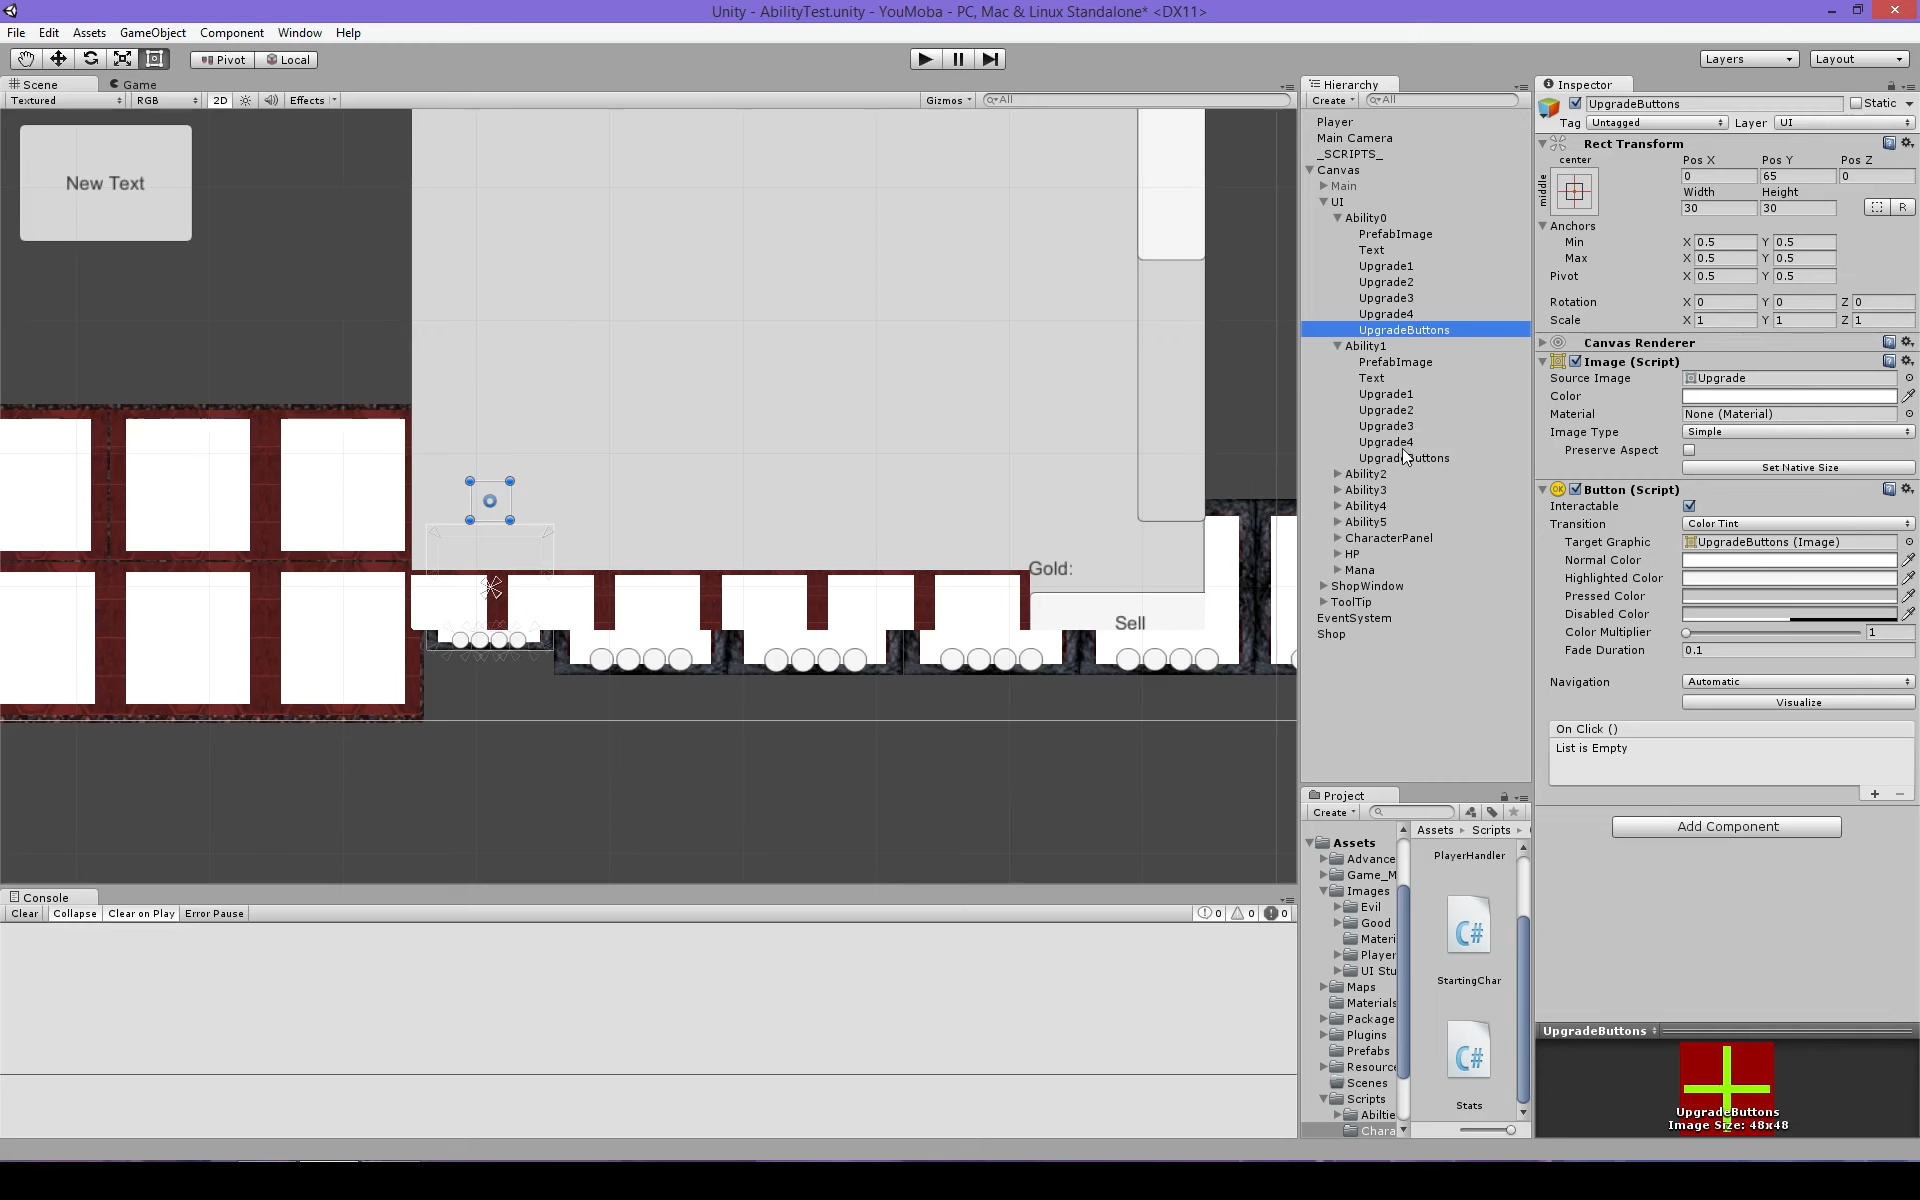 Unity - AbilityTest.unity - YouMoba - PC, Mac & Linux Standalone* <DX11>
File Edit Assets GameObject Component Window Help
Pivot Local Layers Layout
Scene Game
Textured RGB 2D Effects Gizmos All
New Text
Gold:
Sell
Console
Clear Collapse Clear on Play Error Pause 0 0 0
Hierarchy
Create All
Player
Main Camera
_SCRIPTS_
Canvas
Main
UI
Ability0
PrefabImage
Text
Upgrade1
Upgrade2
Upgrade3
Upgrade4
UpgradeButtons
Ability1
PrefabImage
Text
Upgrade1
Upgrade2
Upgrade3
Upgrade4
UpgradeButtons
Ability2
Ability3
Ability4
Ability5
CharacterPanel
HP
Mana
ShopWindow
ToolTip
EventSystem
Shop
Project
Create
Assets
Advance
Game_M
Images
Evil
Good
Materi
Player
UI Stu
Maps
Materials
Package
Plugins
Prefabs
Resource
Scenes
Scripts
Abiltie
Chara
Assets Scripts
PlayerHandler
C#
StartingChar
C#
Stats
Inspector
UpgradeButtons Static
Tag Untagged Layer UI
Rect Transform
center Pos X Pos Y Pos Z
middle 0 65 0
Width Height
30 30 R
Anchors
Min X 0.5 Y 0.5
Max X 0.5 Y 0.5
Pivot X 0.5 Y 0.5
Rotation X 0 Y 0 Z 0
Scale X 1 Y 1 Z 1
Canvas Renderer
Image (Script)
Source Image Upgrade
Color
Material None (Material)
Image Type Simple
Preserve Aspect
Set Native Size
OK Button (Script)
Interactable
Transition Color Tint
Target Graphic UpgradeButtons (Image)
Normal Color
Highlighted Color
Pressed Color
Disabled Color
Color Multiplier 1
Fade Duration 0.1
Navigation Automatic
Visualize
On Click ()
List is Empty
Add Component
UpgradeButtons
UpgradeButtons
Image Size: 48x48